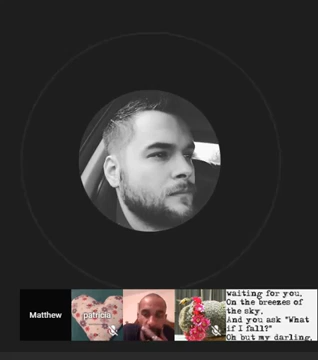 Matthew
patricia
waiting for you,
On the breezes of
the sky,
And you ask "What
if I fall?"
Oh but my darling,